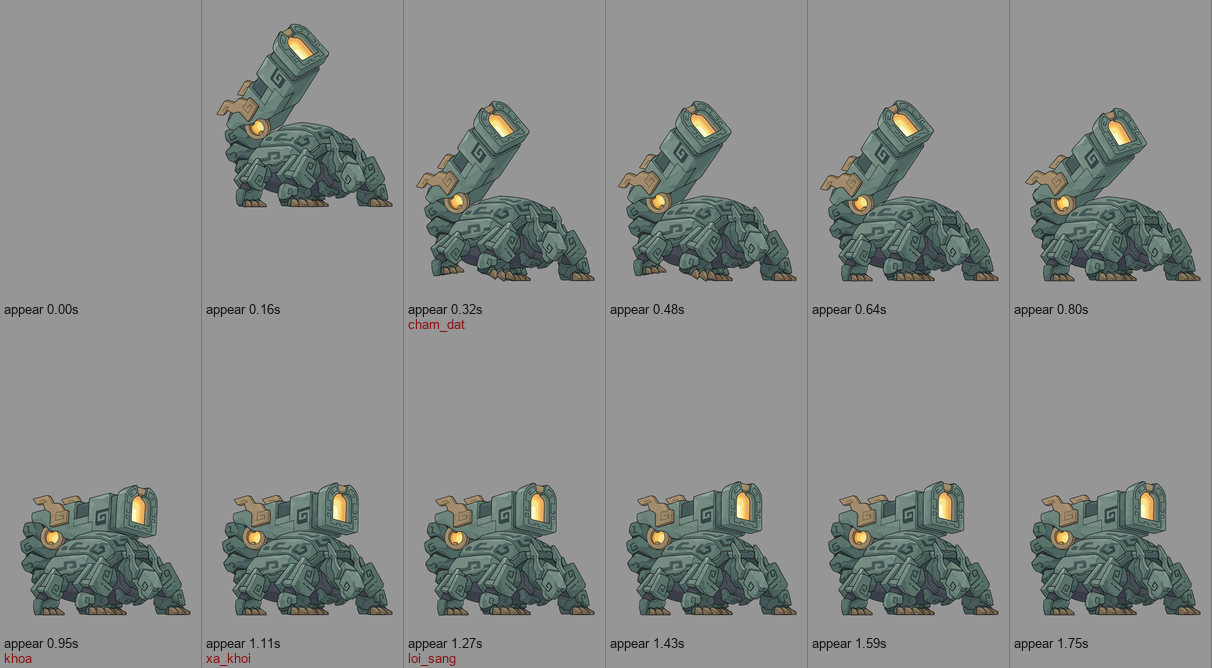 appear 0.00s
appear 0.16s
appear 0.32s
appear 0.48s
appear 0.64s
appear 0.80s
cham_dat
appear 0.95s
appear 1.11s
appear 1.27s
appear 1.43s
appear 1.59s
appear 1.75s
khoa
xa_khoi
loi_sang